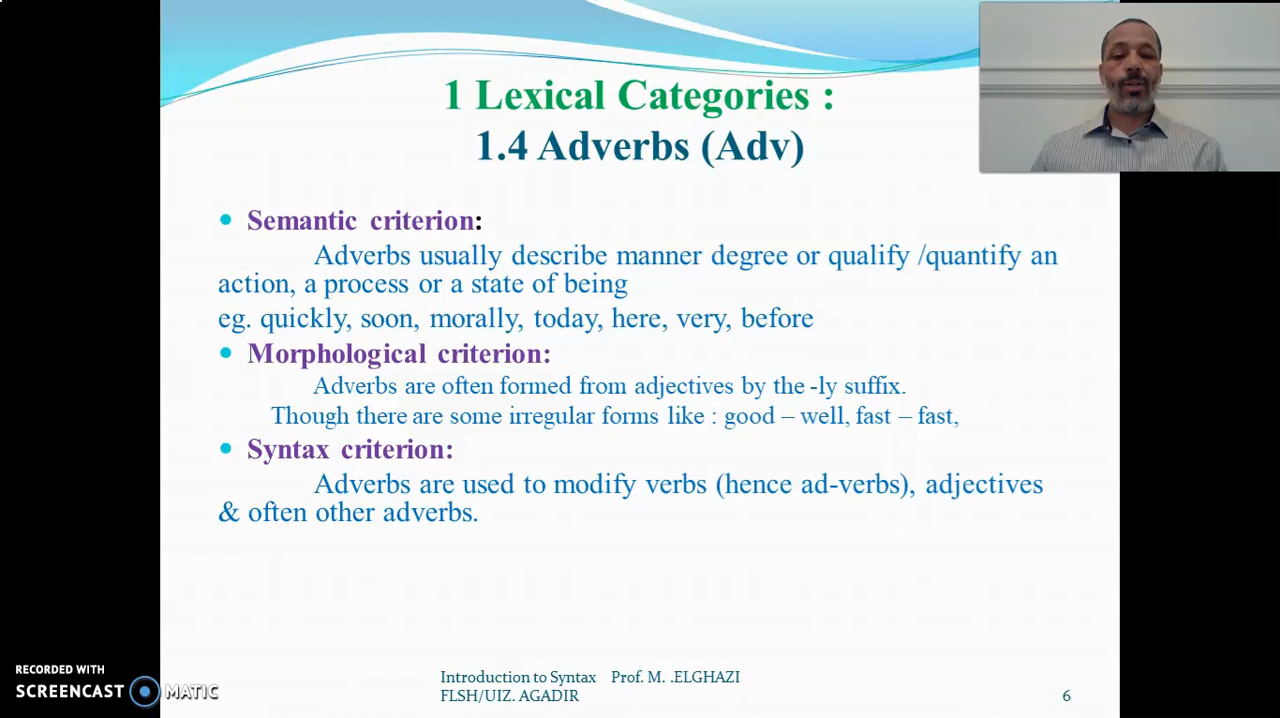 1 Lexical Categories :
1.4 Adverbs (Adv)
• Semantic criterion:
Adverbs usually describe manner degree or qualify /quantify an
action, a process or a state of being
eg. quickly, soon, morally, today, here, very, before
• Morphological criterion:
Adverbs are often formed from adjectives by the -ly suffix.
Though there are some irregular forms like : good – well, fast – fast,
• Syntax criterion:
Adverbs are used to modify verbs (hence ad-verbs), adjectives
& often other adverbs.
Introduction to Syntax Prof. M. .ELGHAZI
FLSH/UIZ. AGADIR
6
RECORDED WITH
SCREENCAST MATIC